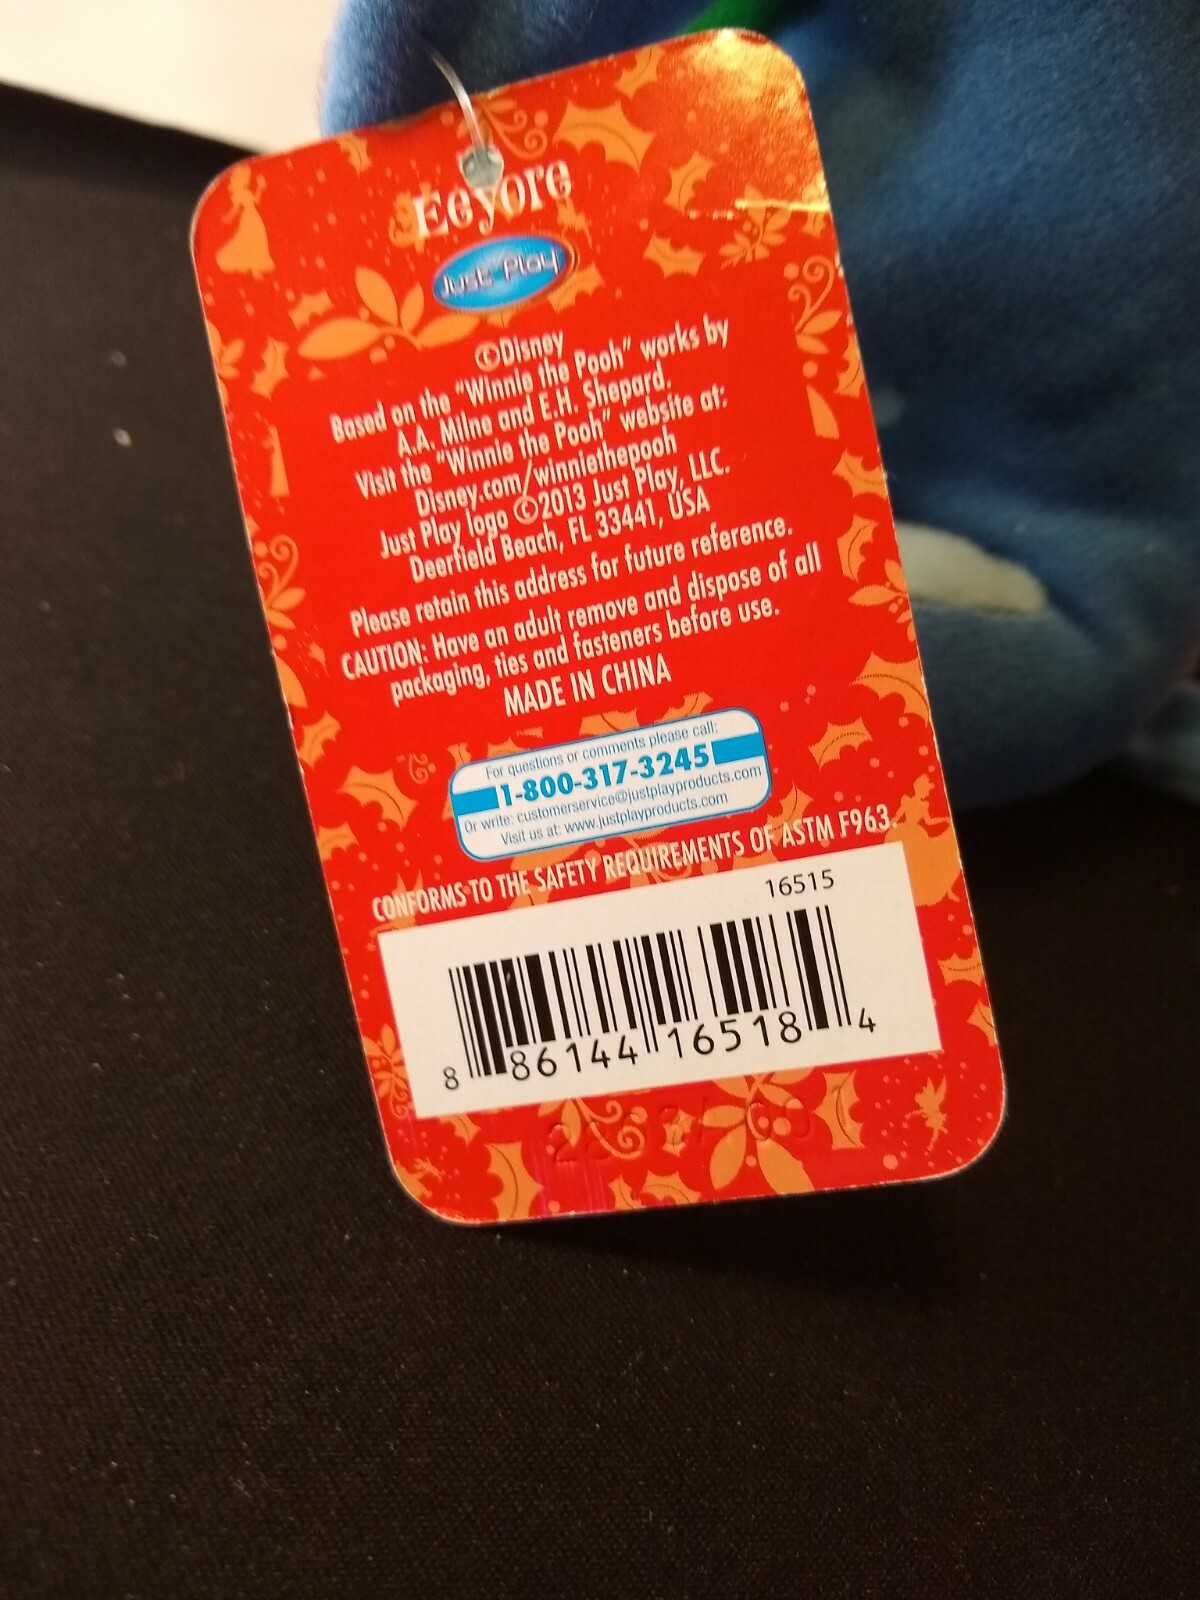 Eeyore
Just Play
©Disney
Based on the "Winnie the Pooh" works by
A.A. Milne and E.H. Shepard.
Visit the "Winnie the Pooh" website at:
Disney.com/winniethepooh
Just Play logo ©2013 Just Play, LLC.
Deerfield Beach, FL 33441, USA
Please retain this address for future reference.
CAUTION: Have an adult remove and dispose of all
packaging, ties and fasteners before use.
MADE IN CHINA
For questions or comments please call:
1-800-317-3245
Or write: customerservice@justplayproducts.com
Visit us at: www.justplayproducts.com
CONFORMS TO THE SAFETY REQUIREMENTS OF ASTM F963.
16515
8 86144 16518 4